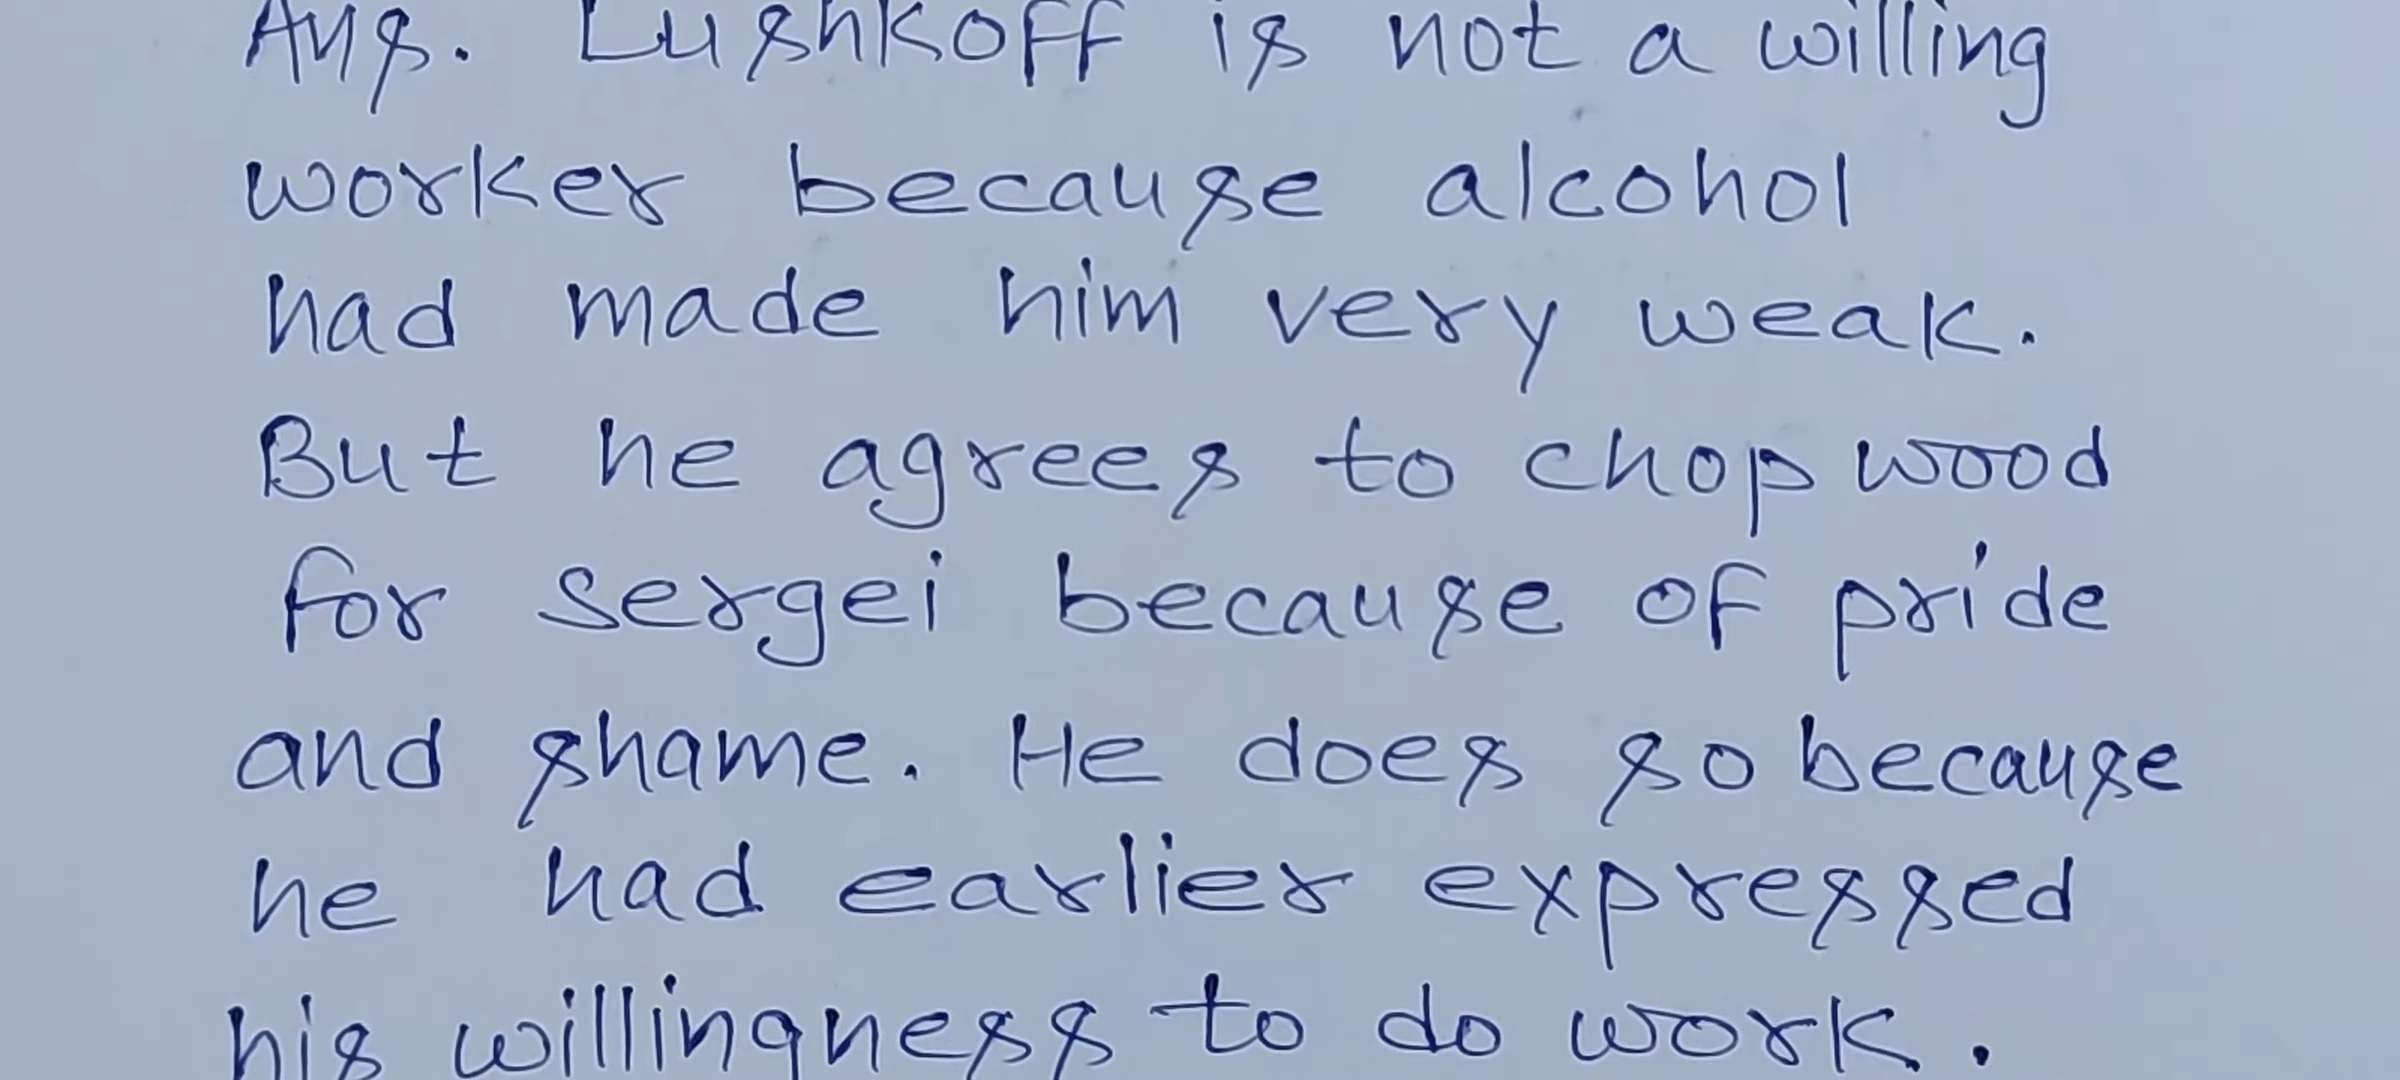 Ans. Lushkoff is not a willing
worker because alcohol
had made him very weak.
But he agrees to chop wood
for sergei because of pride
and shame. He does so because
he had earlier expressed
his willingness to do work.